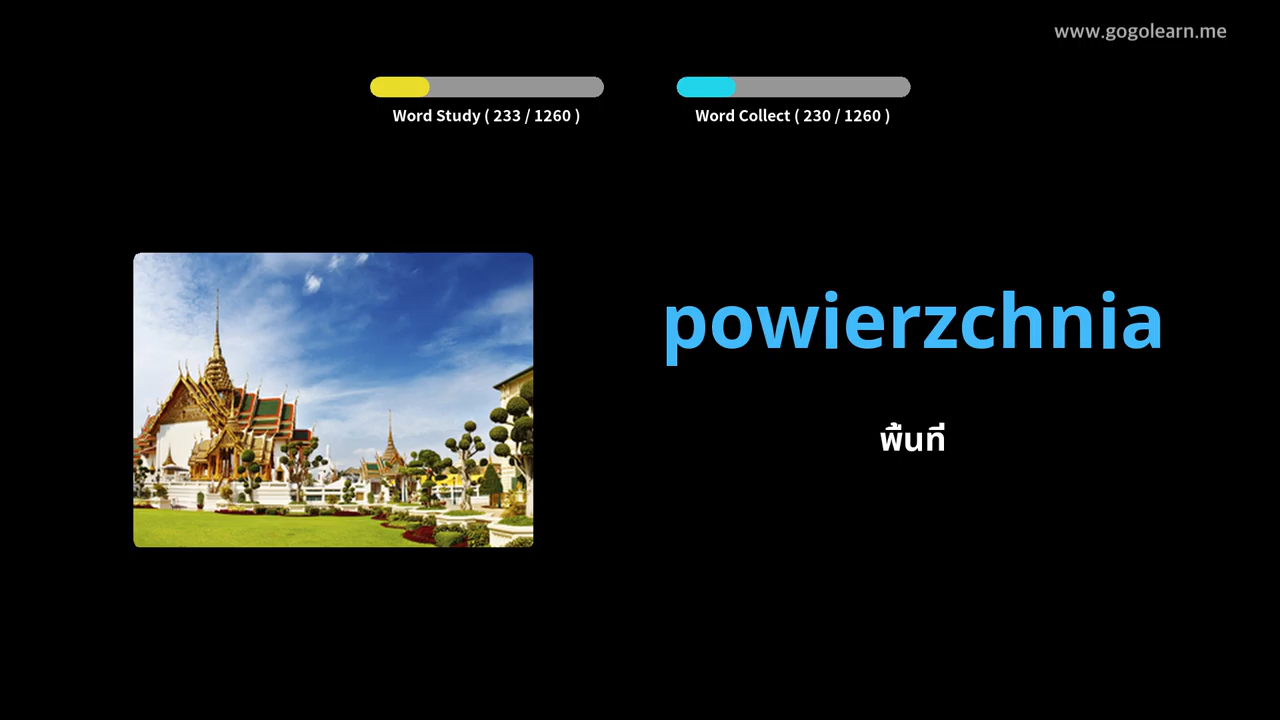 www.gogolearn.me
Word Study ( 233 / 1260 )
Word Collect ( 230 / 1260 )
powierzchnia
พื้นที่